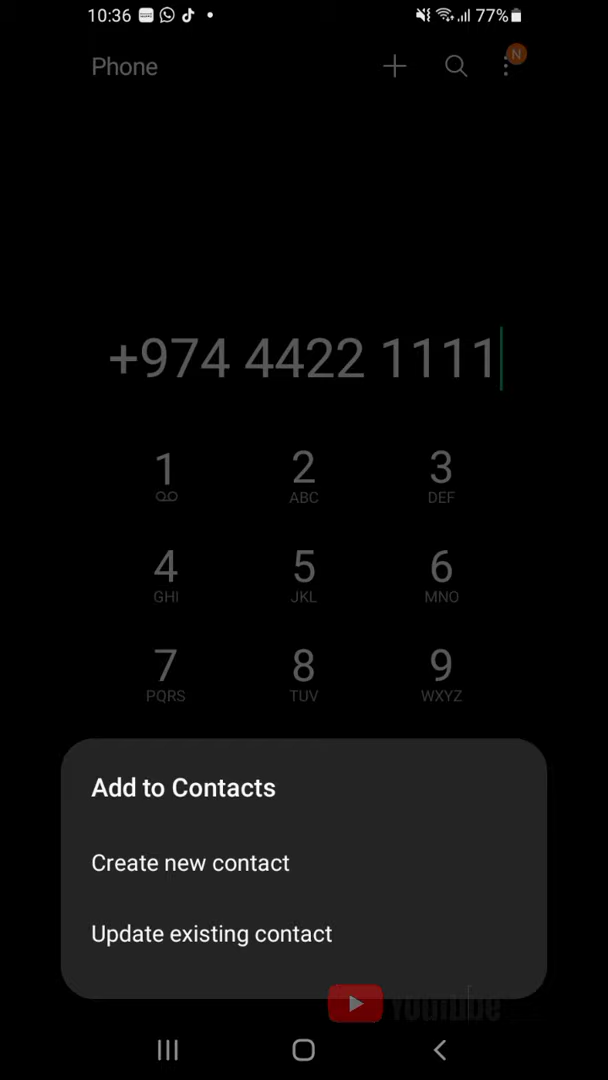 10:36 77%
Phone
N
+974 4422 1111
1 2 3
ABC DEF
4 5 6
GHI JKL MNO
7 8 9
PQRS TUV WXYZ
Add to Contacts
Create new contact
Update existing contact
YouTube